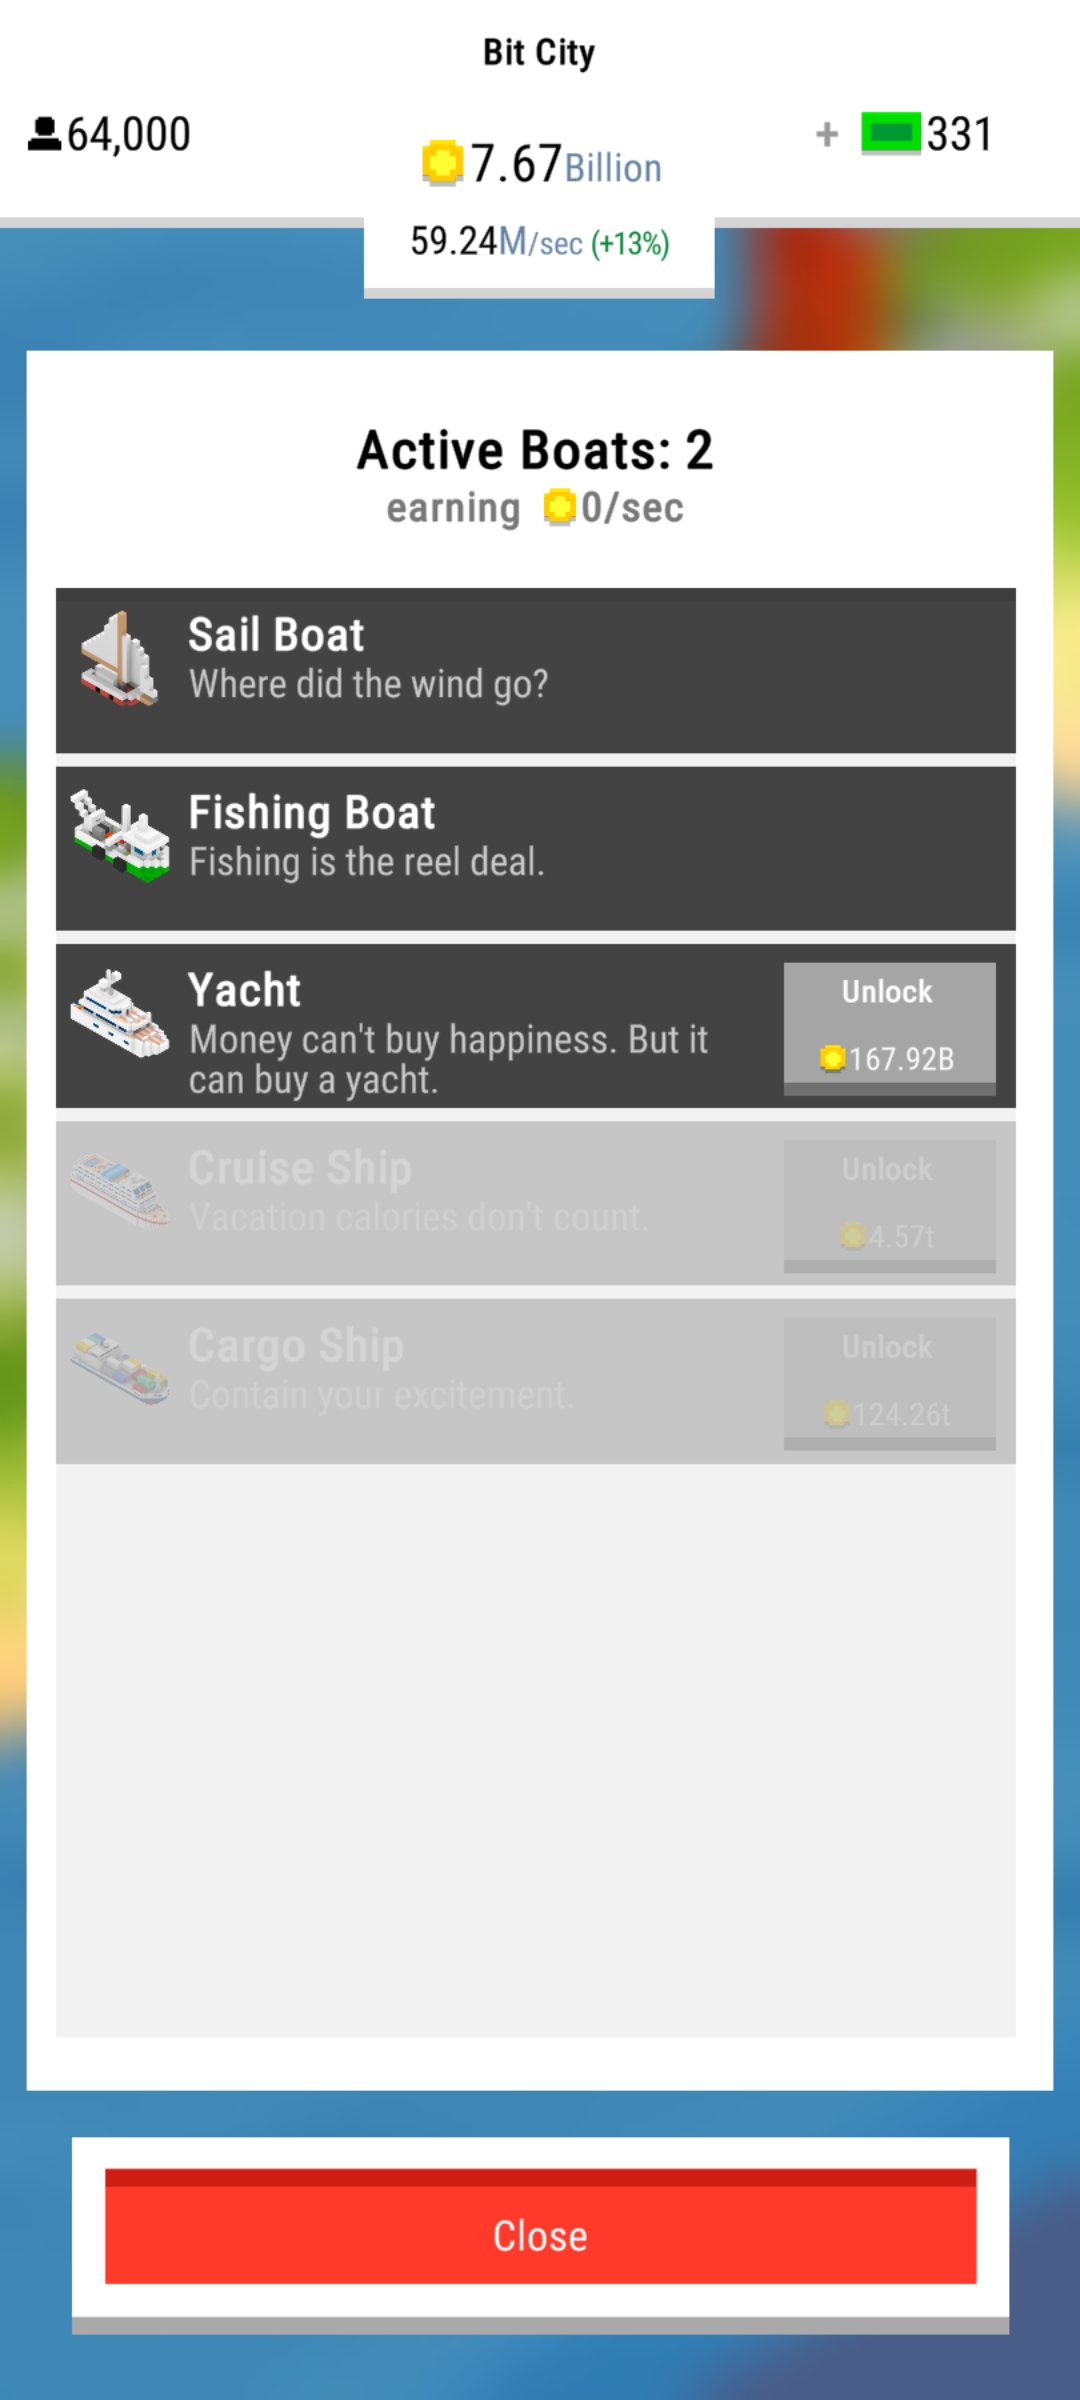 Bit City
64,000
7.67Billion
+ 331
59.24M/sec (+13%)
Active Boats: 2
earning 0/sec
Sail Boat
Where did the wind go?
Fishing Boat
Fishing is the reel deal.
Yacht
Money can't buy happiness. But it
can buy a yacht.
Unlock
167.92B
Cruise Ship
Vacation calories don't count.
Unlock
4.57t
Cargo Ship
Contain your excitement.
Unlock
124.26t
Close